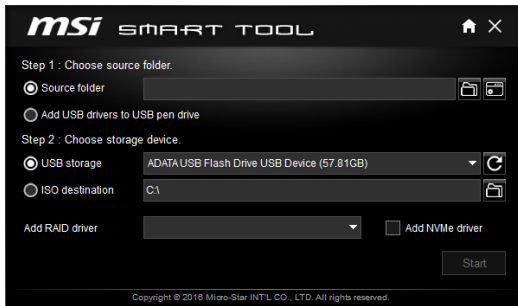 msi SMART TOOL
Step 1 : Choose source folder.
Source folder
Add USB drivers to USB pen drive
Step 2 : Choose storage device.
USB storage ADATA USB Flash Drive USB Device (57.81GB)
ISO destination C:\
Add RAID driver Add NVMe driver
Start
Copyright © 2016 Micro-Star INT'L CO., LTD. All rights reserved.